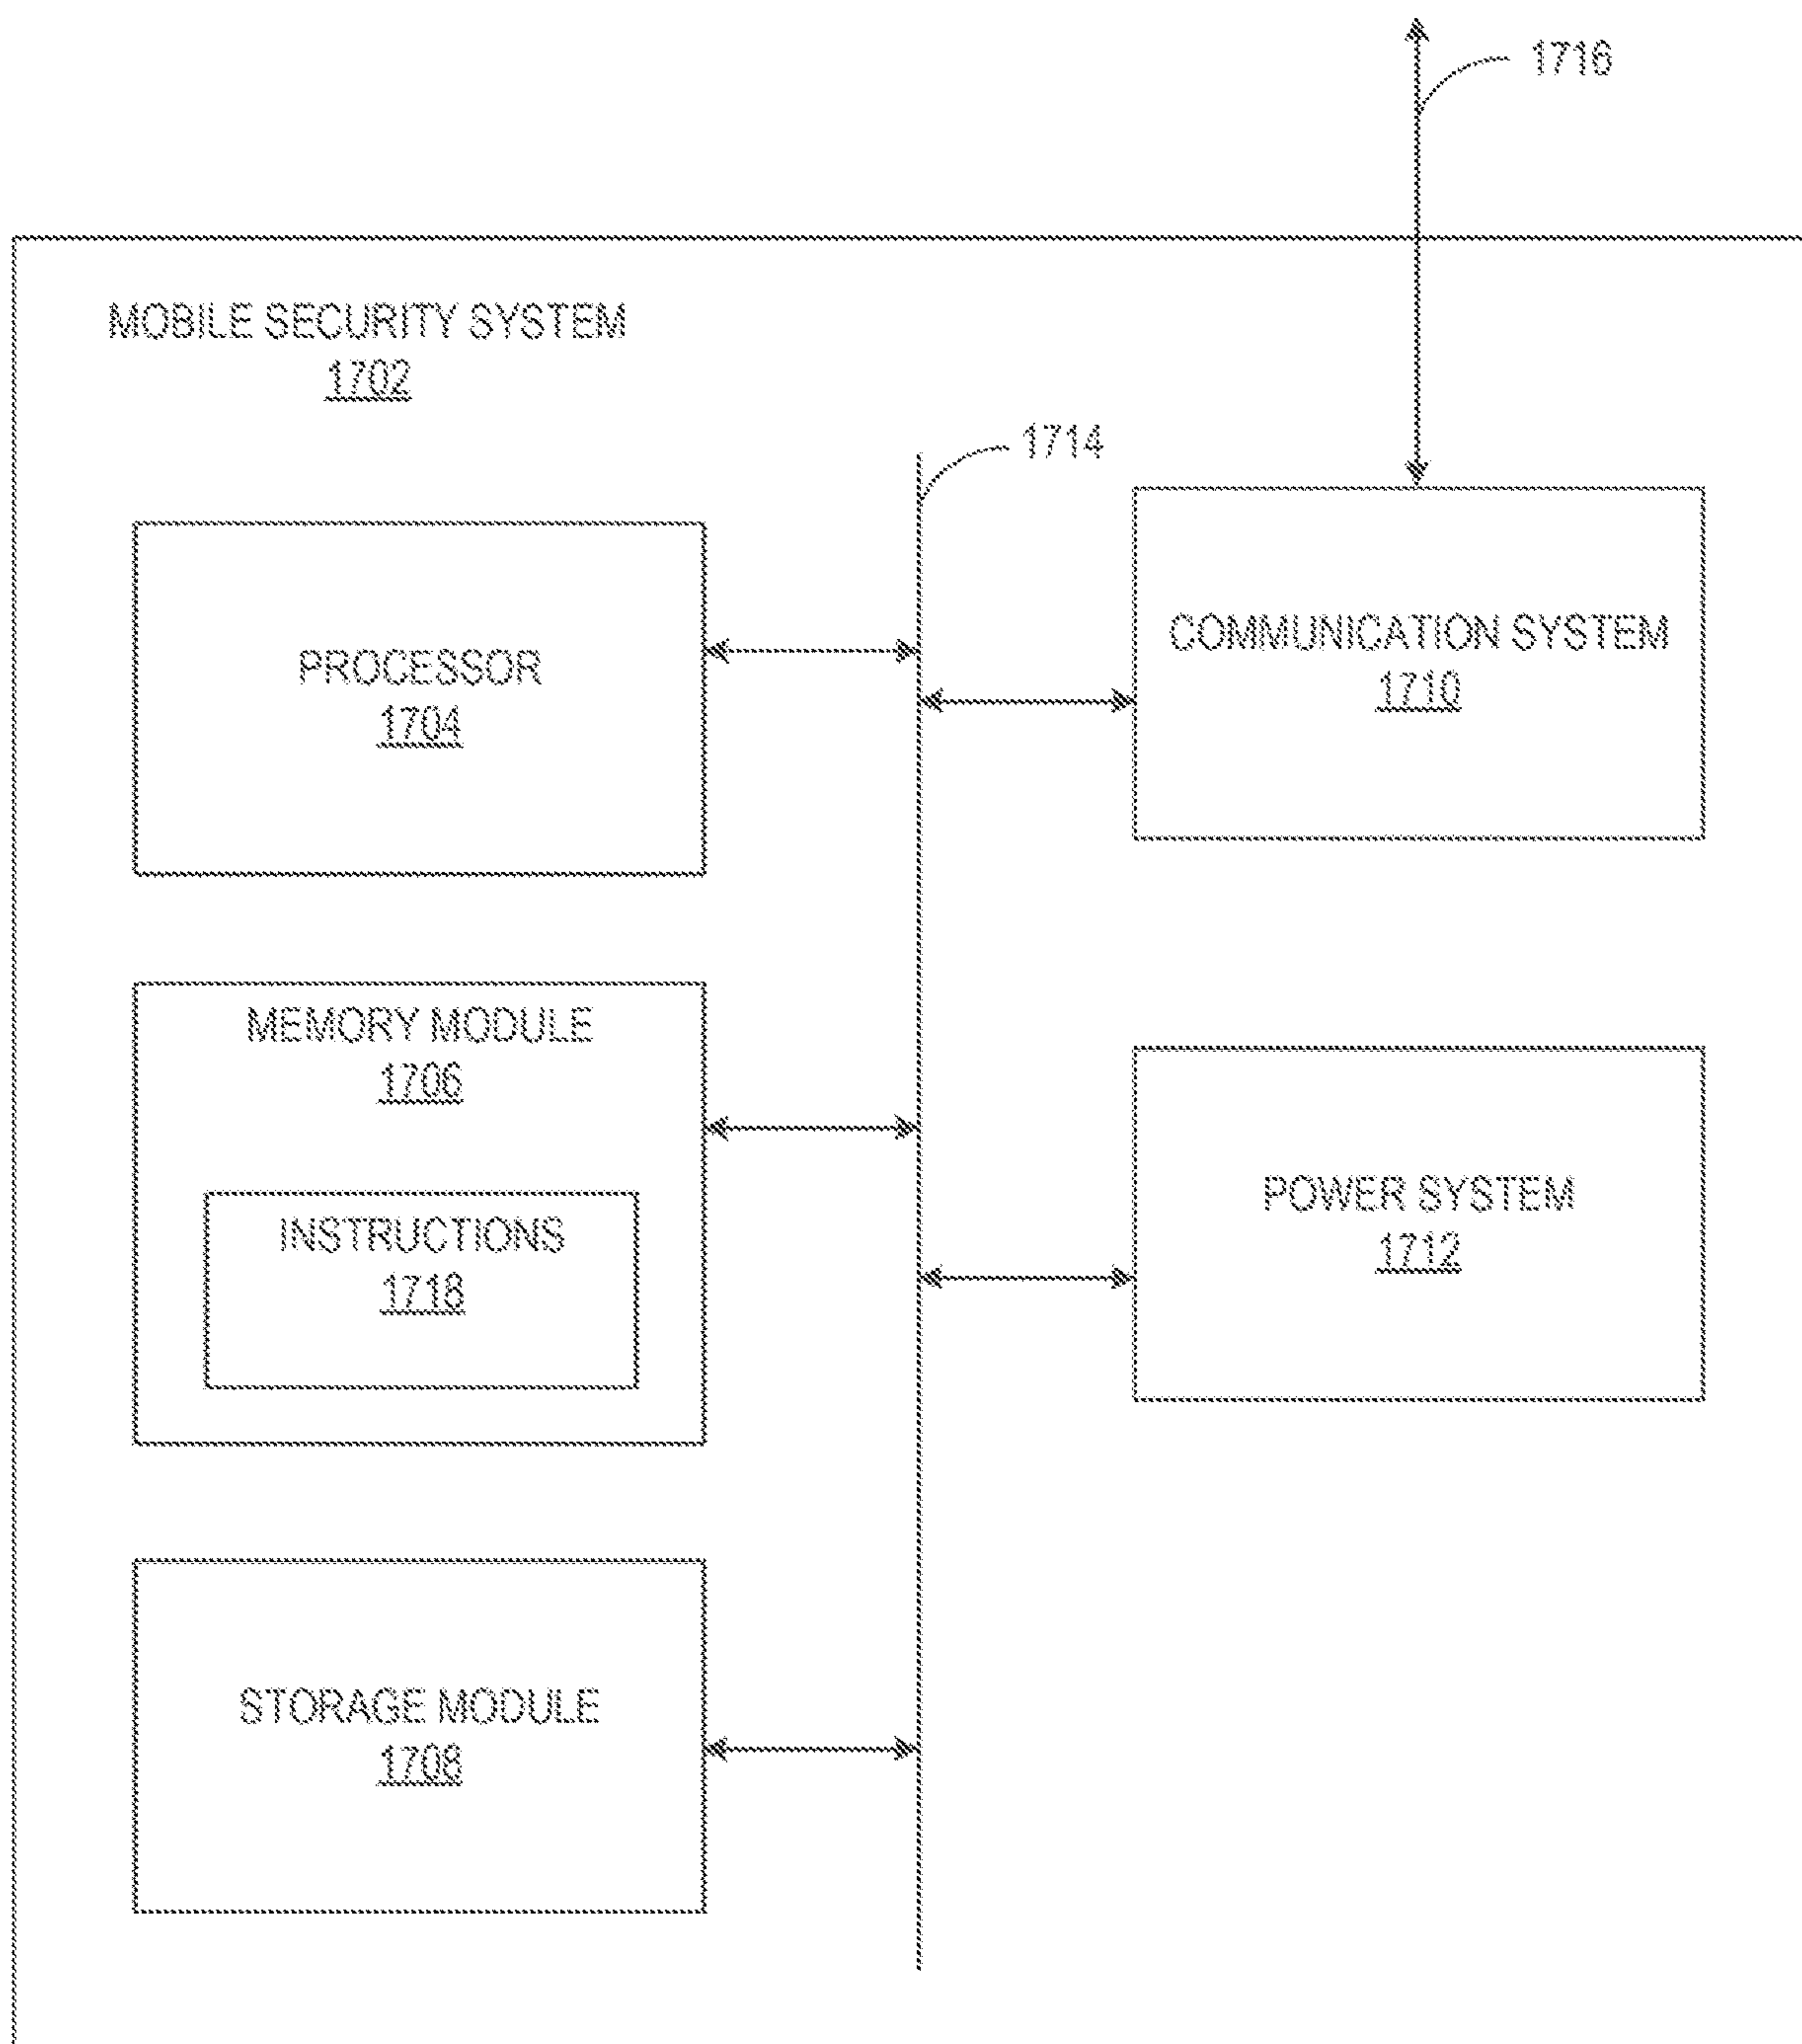 1716
MOBILE SECURITY SYSTEM
1702
1714
PROCESSOR
1704
COMMUNICATION SYSTEM
1710
MEMORY MODULE
1706
INSTRUCTIONS
1718
POWER SYSTEM
1712
STORAGE MODULE
1708